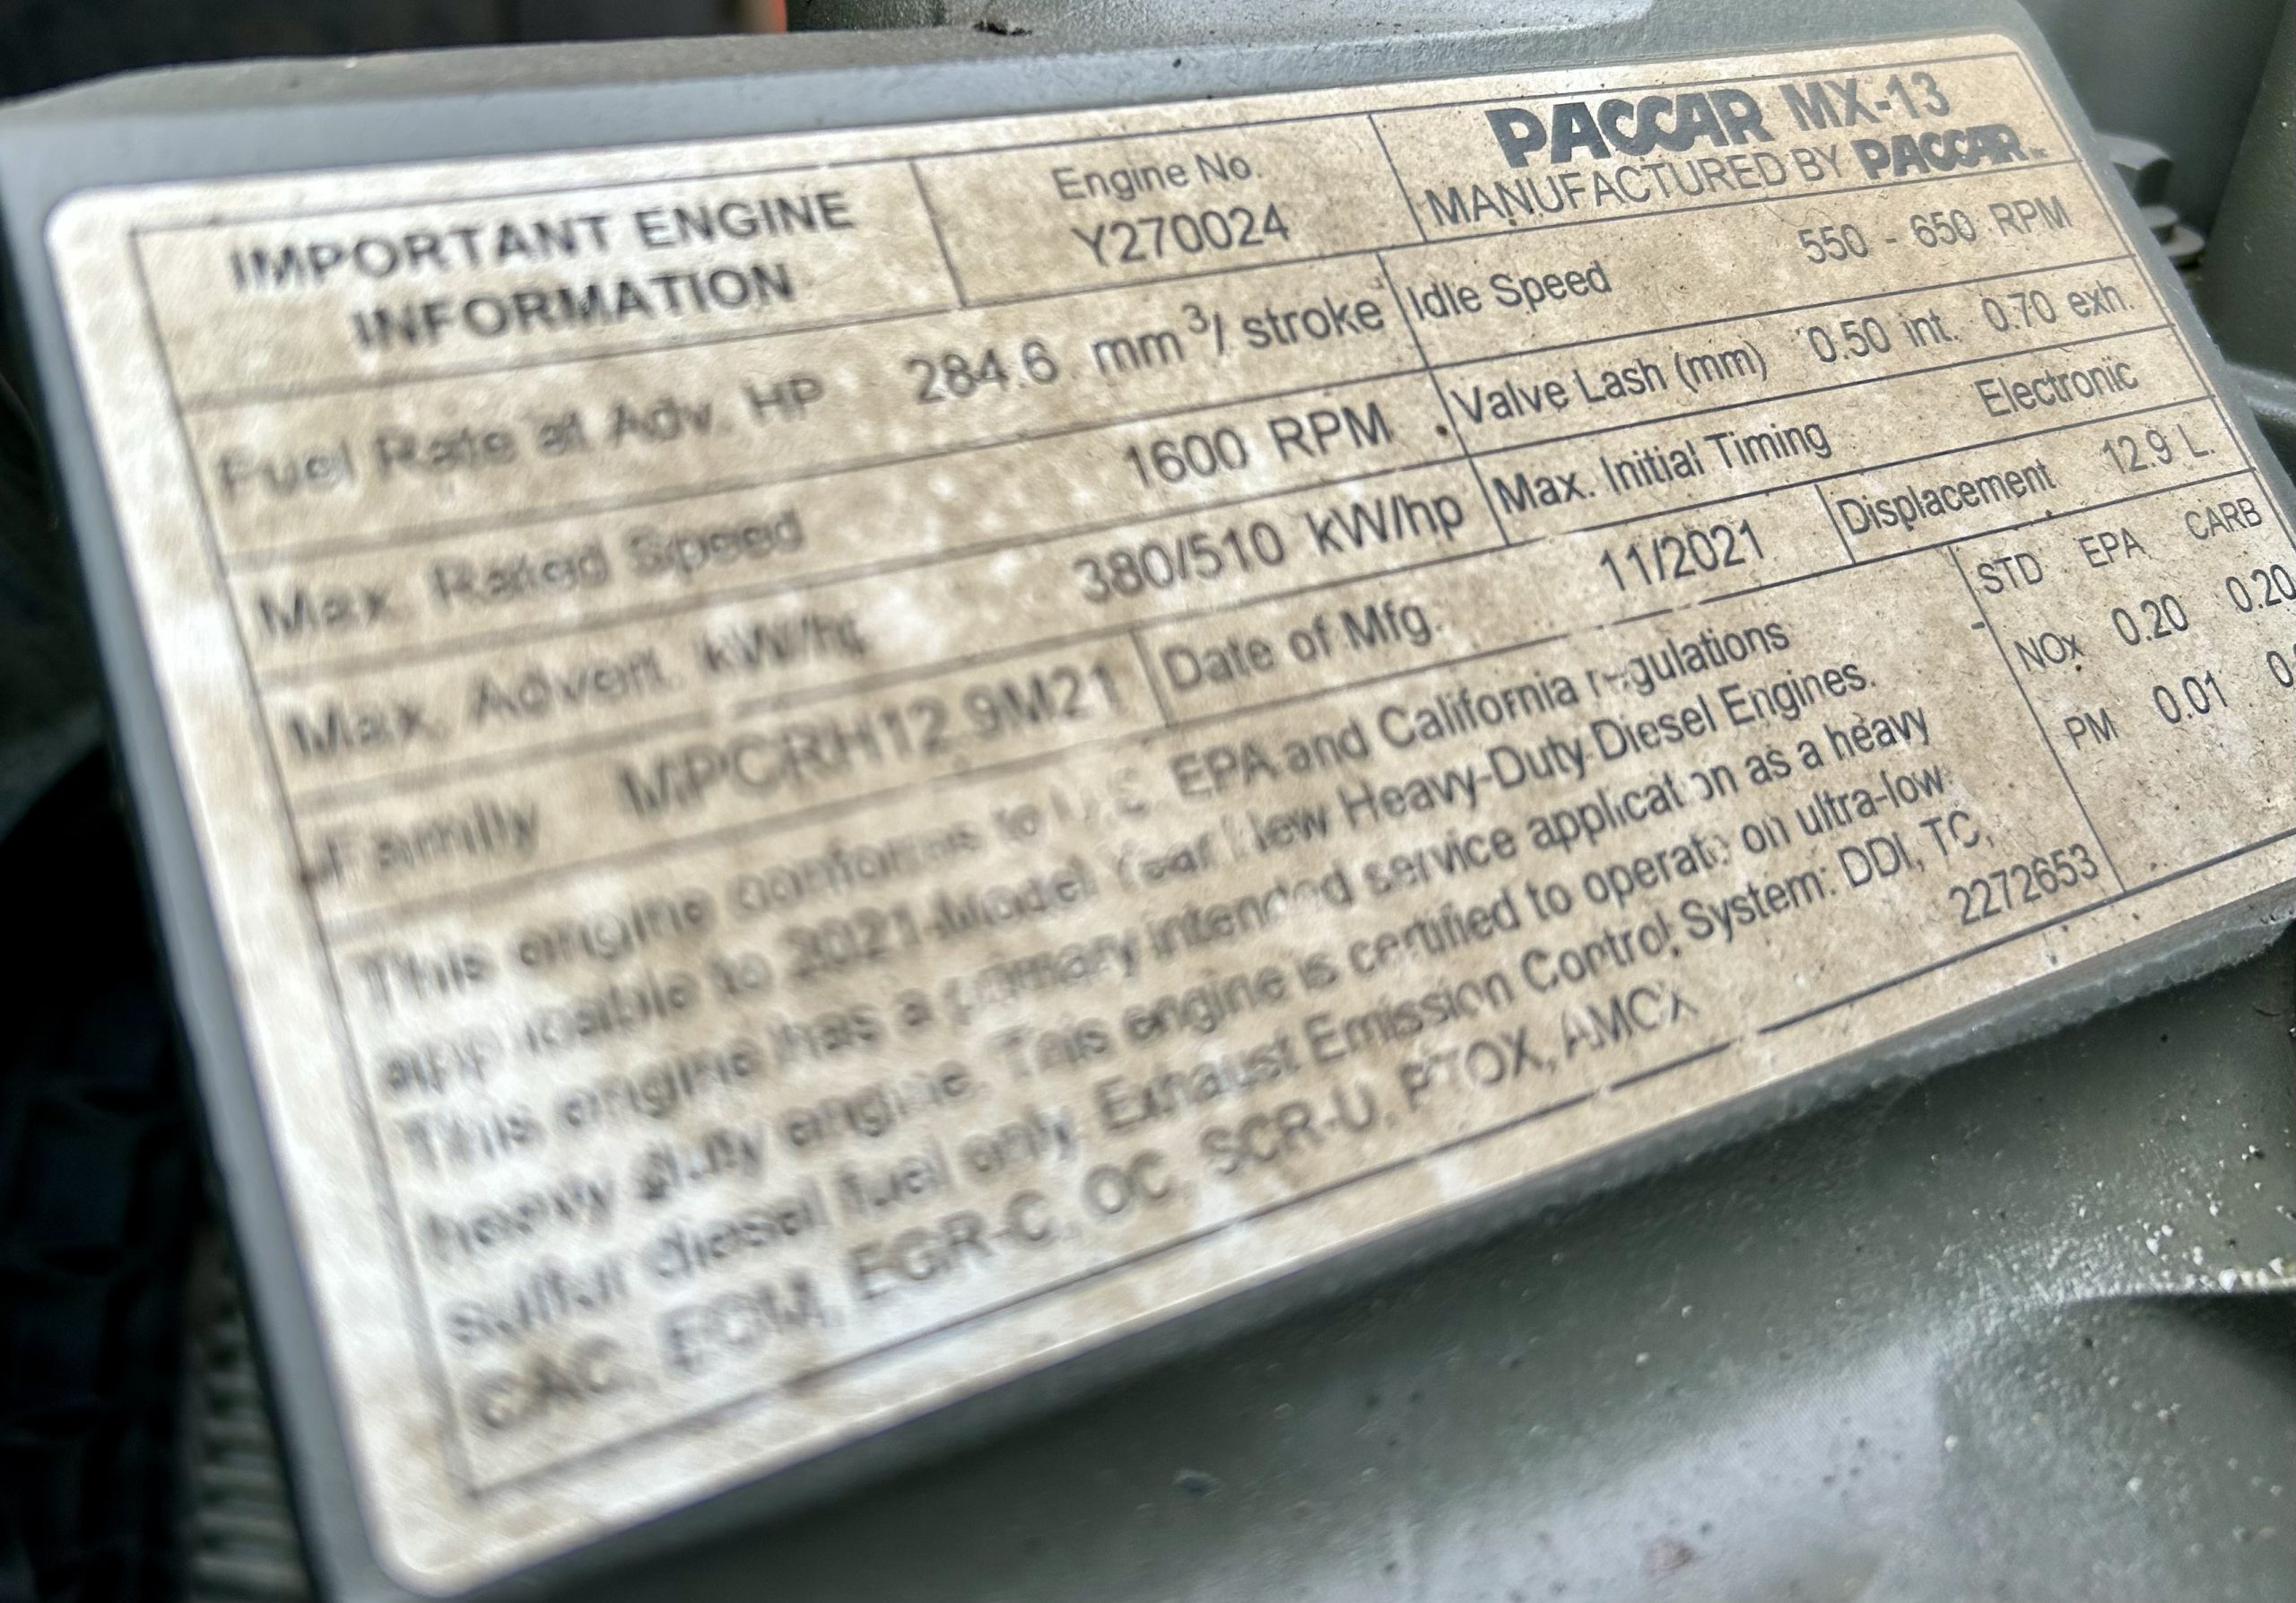 IMPORTANT ENGINE
INFORMATION
Engine No.
Y270024
PACCAR MX-13
MANUFACTURED BY PACCAR
Fuel Rate at Adv. HP 284.6 mm³/ stroke
Idle Speed 550 - 650 RPM
Max. Rated Speed 1600 RPM
Valve Lash (mm) 0.50 int. 0.70 exh.
Max. Advert. kW/hp 380/510 kW/hp
Max. Initial Timing Electronic
Family MPCRH12.9M21
Date of Mfg. 11/2021
Displacement 12.9 L.
This engine conforms to U.S. EPA and California regulations
applicable to 2021 Model Year New Heavy-Duty Diesel Engines.
This engine has a primary intended service application as a heavy
heavy duty engine. This engine is certified to operate on ultra-low
sulfur diesel fuel only. Exhaust Emission Control System: DDI, TC,
CAC, ECM, EGR-C, OC, SCR-U, PTOX, AMOX
2272653
STD EPA CARB
NOx 0.20 0.20
PM 0.01